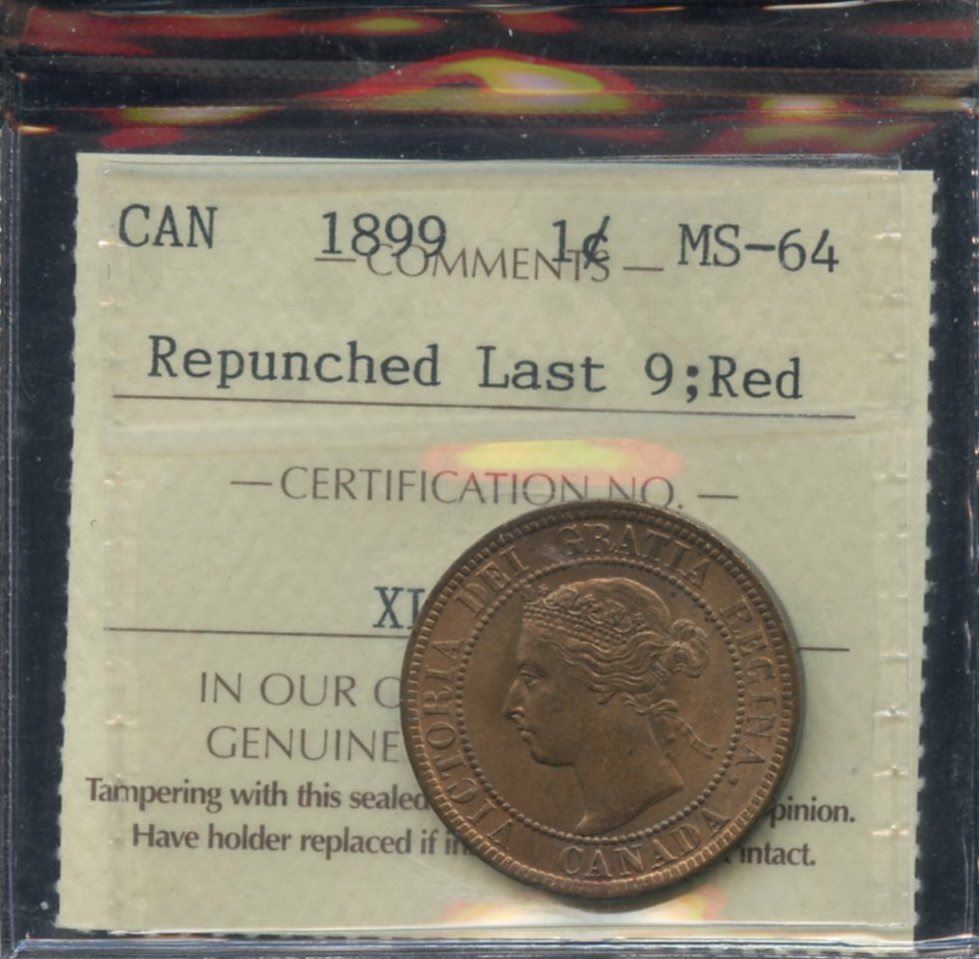 CAN 1899 1¢ MS-64
— COMMENTS —
Repunched Last 9;Red
— CERTIFICATION NO. —
XI
IN OUR
GENUINE
Tampering with this sealed pinion.
Have holder replaced if intact.
VICTORIA DEI GRATIA REGINA.
CANADA